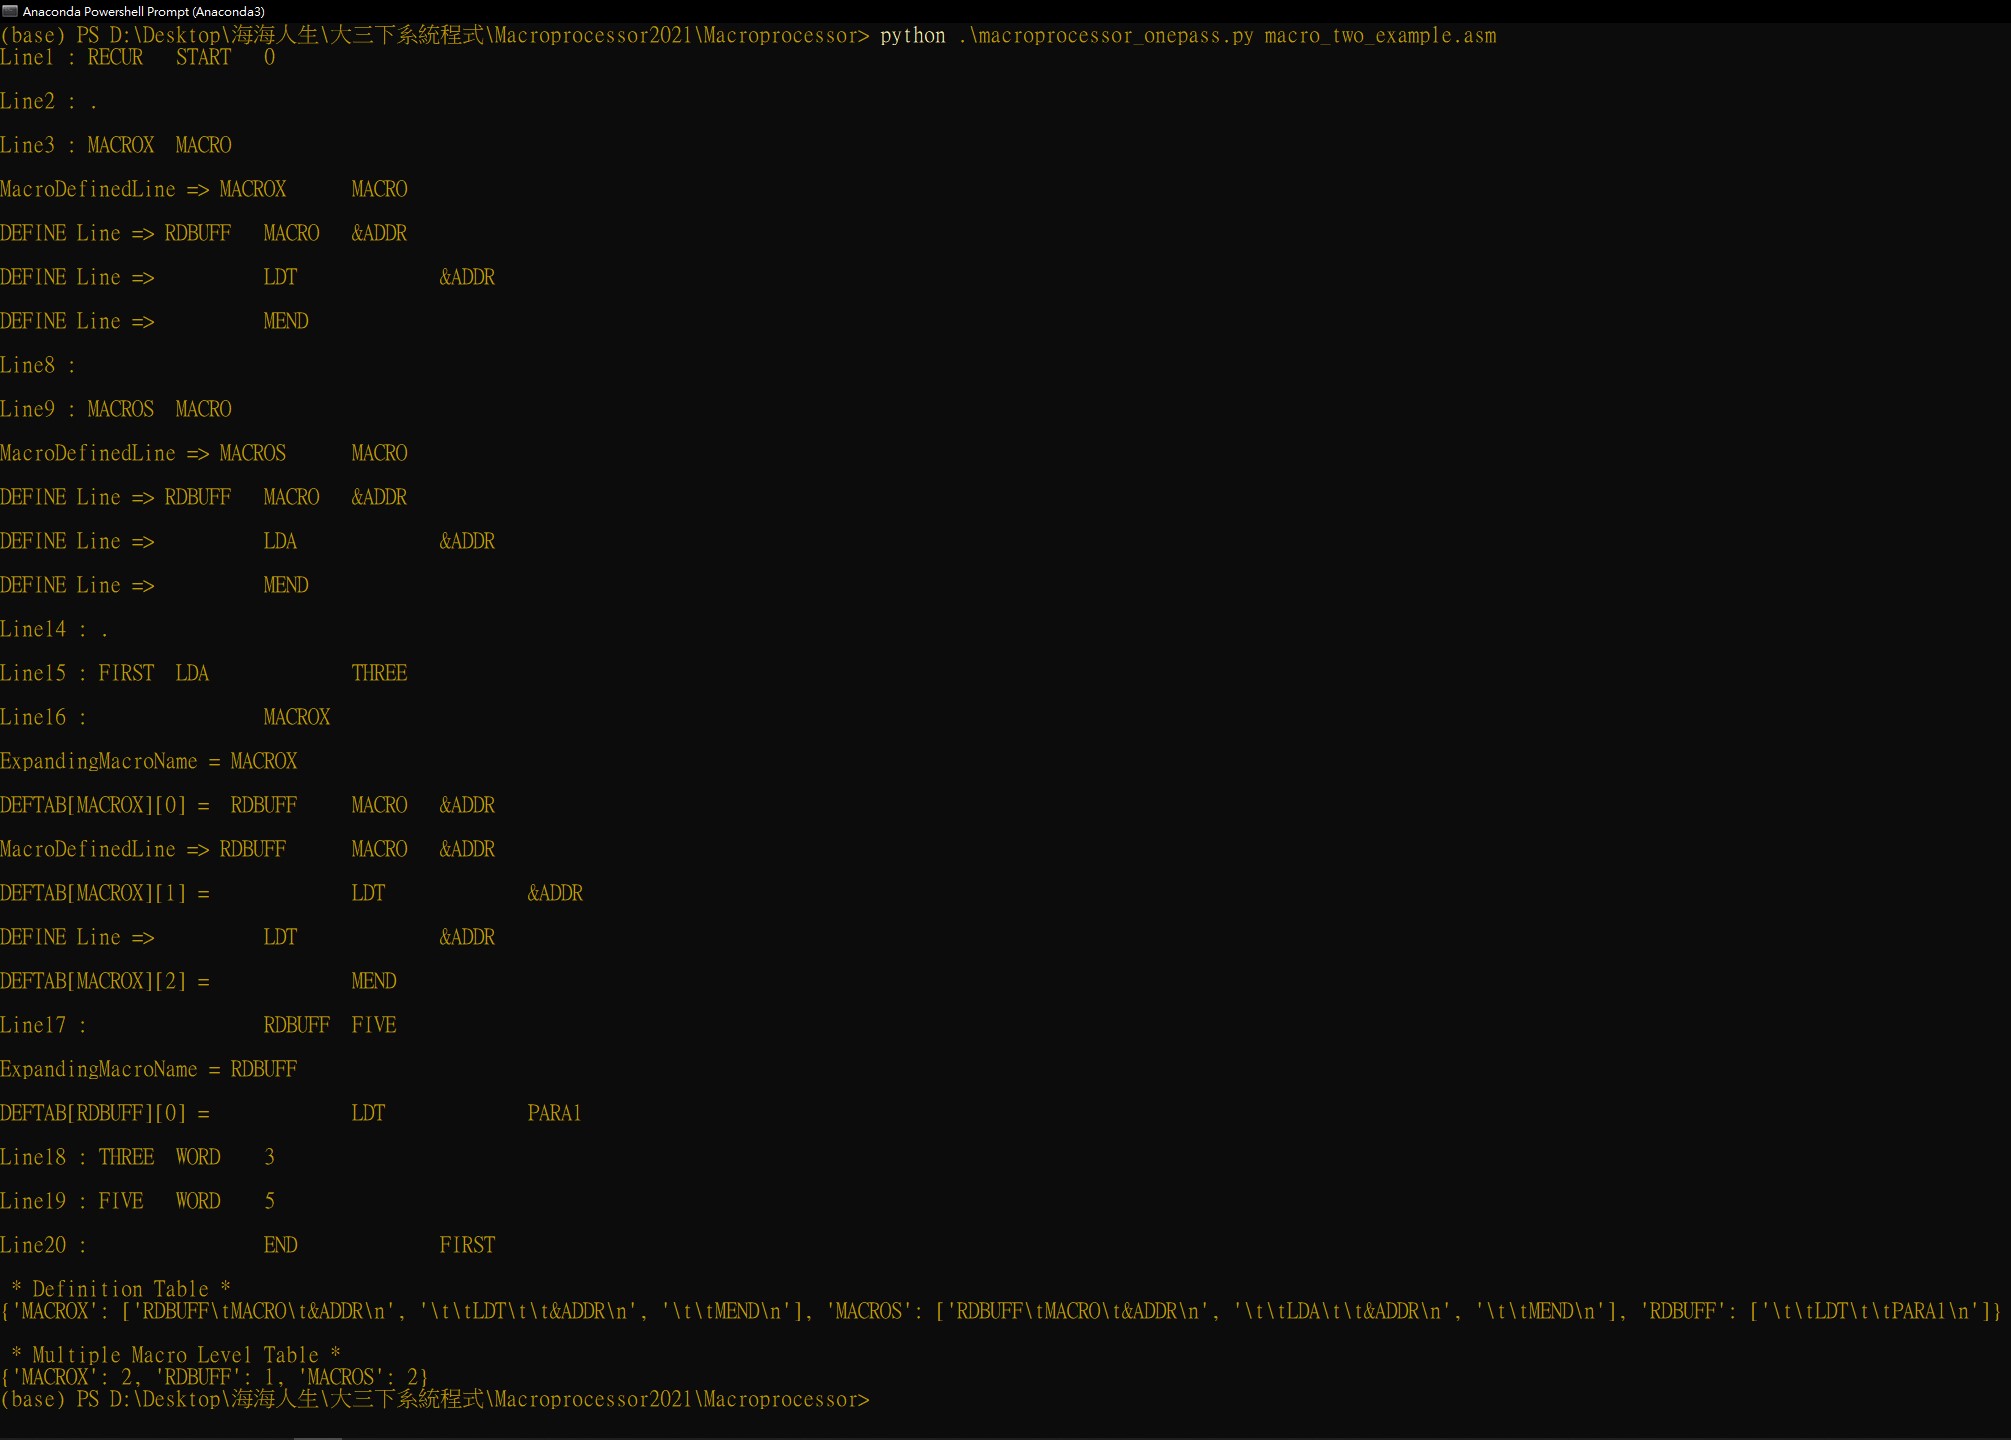 Anaconda Powershell Prompt (Anaconda3)
(base) PS D:\Desktop\海海人生\大三下系統程式\Macroprocessor2021\Macroprocessor> python .\macroprocessor_onepass.py macro_two_example.asm
Line1 : RECUR   START   0
Line2 : .
Line3 : MACROX  MACRO
MacroDefinedLine => MACROX      MACRO
DEFINE Line => RDBUFF   MACRO   &ADDR
DEFINE Line =>          LDT             &ADDR
DEFINE Line =>          MEND
Line8 :
Line9 : MACROS  MACRO
MacroDefinedLine => MACROS      MACRO
DEFINE Line => RDBUFF   MACRO   &ADDR
DEFINE Line =>          LDA             &ADDR
DEFINE Line =>          MEND
Line14 : .
Line15 : FIRST  LDA             THREE
Line16 :                MACROX
ExpandingMacroName = MACROX
DEFTAB[MACROX][0] =  RDBUFF     MACRO   &ADDR
MacroDefinedLine => RDBUFF      MACRO   &ADDR
DEFTAB[MACROX][1] =             LDT             &ADDR
DEFINE Line =>          LDT             &ADDR
DEFTAB[MACROX][2] =             MEND
Line17 :                RDBUFF  FIVE
ExpandingMacroName = RDBUFF
DEFTAB[RDBUFF][0] =             LDT             PARA1
Line18 : THREE  WORD    3
Line19 : FIVE   WORD    5
Line20 :                END             FIRST
 * Definition Table *
{'MACROX': ['RDBUFF\tMACRO\t&ADDR\n', '\t\tLDT\t\t&ADDR\n', '\t\tMEND\n'], 'MACROS': ['RDBUFF\tMACRO\t&ADDR\n', '\t\tLDA\t\t&ADDR\n', '\t\tMEND\n'], 'RDBUFF': ['\t\tLDT\t\tPARA1\n']}
 * Multiple Macro Level Table *
{'MACROX': 2, 'RDBUFF': 1, 'MACROS': 2}
(base) PS D:\Desktop\海海人生\大三下系統程式\Macroprocessor2021\Macroprocessor>